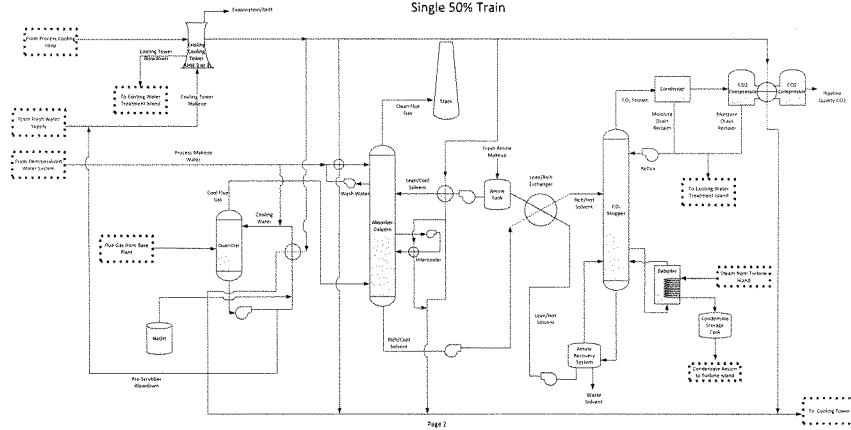 Single 50% Train
Evaporation/Drift
From Process Cooling
Loop
Existing
Cooling
Tower
Cooling Tower
Blowdown
To Existing Water
Treatment Island
Cooling Tower
Makeup
From Fresh Water
Supply
From Demineralized
Water System
Process Makeup
Water
Clean Flue
Gas
Stack
Cool Flue
Gas
Cooling
Water
Quencher
Flue Gas from Base
Plant
NaOH
Pre-Scrubber
Blowdown
Wash Water
Absorber
Column
Lean/Cool
Solvent
Intercooler
Rich/Cool
Solvent
Fresh Amine
Makeup
Amine
Tank
Lean/Rich
Exchanger
Rich/Hot
Solvent
Lean/Hot
Solvent
Amine
Recovery
System
Waste
Solvent
CO₂ Stream
CO₂
Stripper
Condenser
Moisture
Drain
Reclaim
Reflux
CO2
Compressor
CO2
Compressor
Moisture
Drain
Reclaim
Pipeline
Quality CO2
To Existing Water
Treatment Island
Reboiler
Steam from Turbine
Island
Condensate
Storage
Tank
Condensate Return
to Turbine Island
To Cooling Tower
Page 2